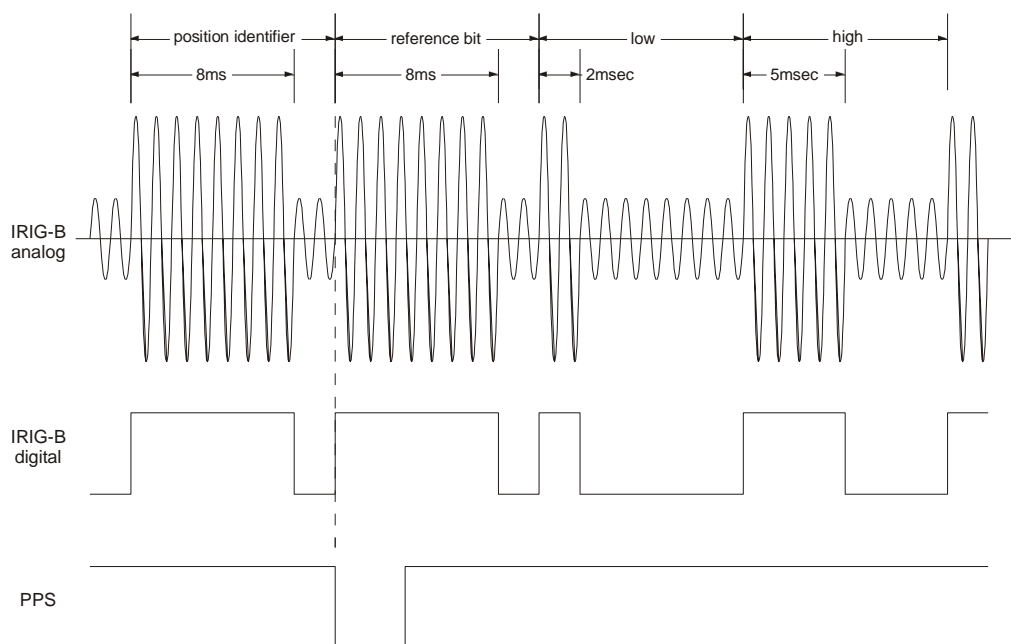 position identifier
reference bit
low
high
8ms
8ms
2msec
5msec
IRIG-B
analog
IRIG-B
digital
PPS